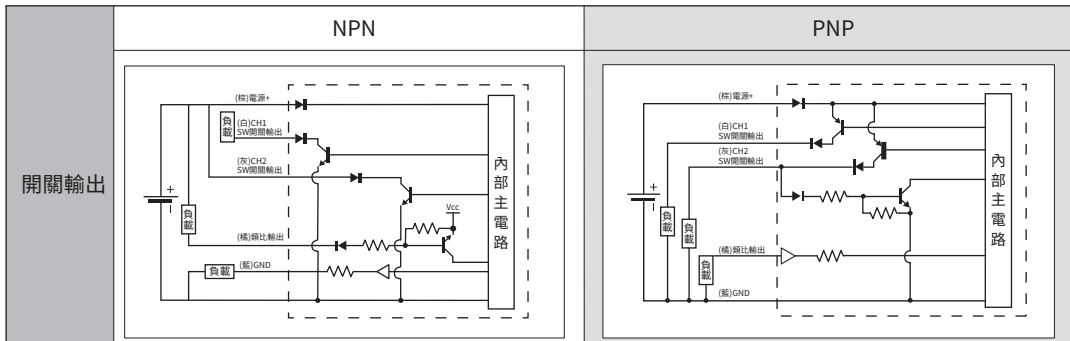 NPN
PNP
開關輸出
(棕)電源+
負載
(白)CH1
SW開關輸出
(灰)CH2
SW開關輸出
+
負載
Vcc
(橘)類比輸出
負載
(藍)GND
內部主電路
(棕)電源+
(白)CH1
SW開關輸出
(灰)CH2
SW開關輸出
+
負載
負載
(橘)類比輸出
負載
(藍)GND
內部主電路